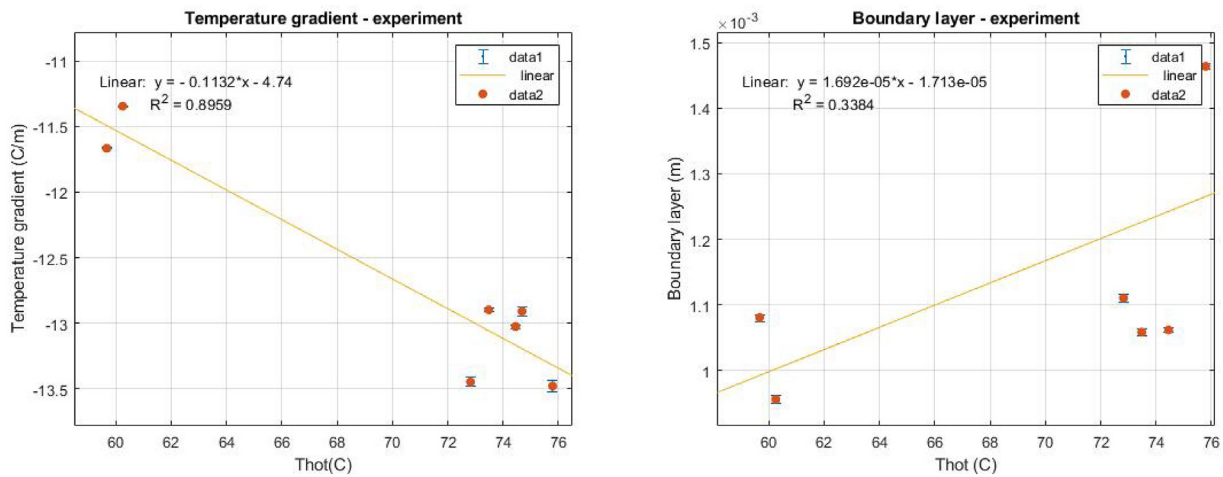 Temperature gradient - experiment
-11
-11.5
-12
-12.5
-13
-13.5
Temperature gradient (C/m)
Linear: y = - 0.1132*x - 4.74
R² = 0.8959
data1
linear
data2
60 62 64 66 68 70 72 74 76
Thot(C)
Boundary layer - experiment
×10⁻³
1.5
1.4
1.3
1.2
1.1
1
Boundary layer (m)
Linear: y = 1.692e-05*x - 1.713e-05
R² = 0.3384
data1
linear
data2
60 62 64 66 68 70 72 74 76
Thot (C)